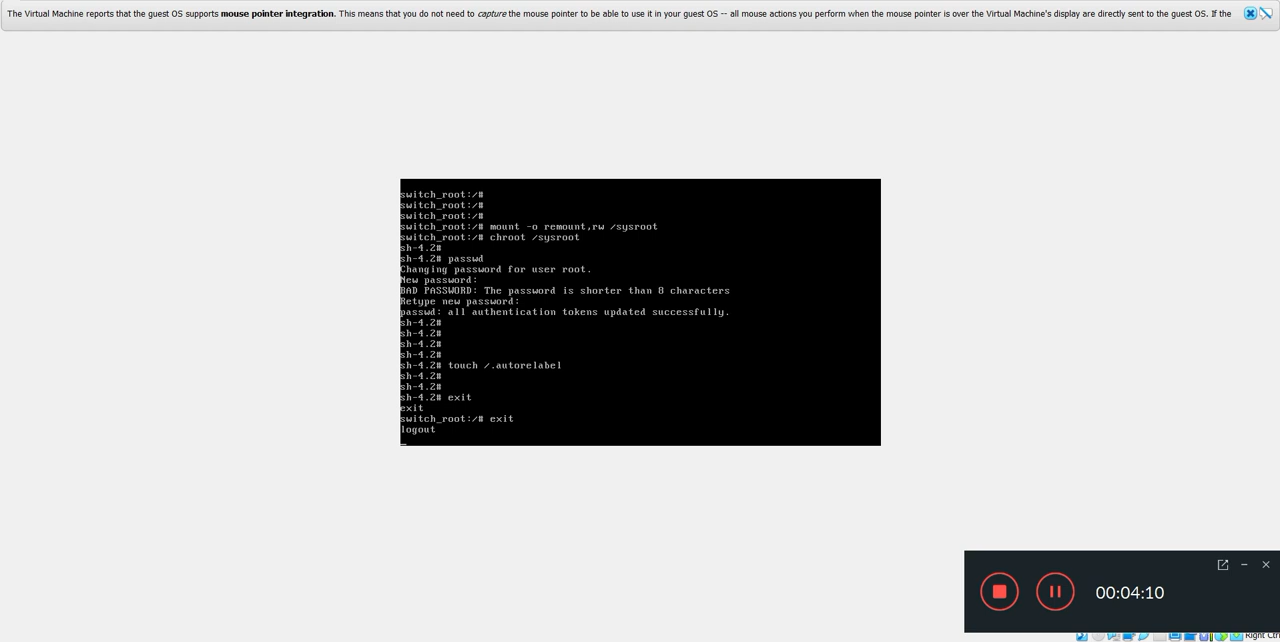 The Virtual Machine reports that the guest OS supports mouse pointer integration. This means that you do not need to capture the mouse pointer to be able to use it in your guest OS -- all mouse actions you perform when the mouse pointer is over the Virtual Machine's display are directly sent to the guest OS. If the
switch_root:/#
switch_root:/#
switch_root:/#
switch_root:/# mount -o remount,rw /sysroot
switch_root:/# chroot /sysroot
sh-4.2#
sh-4.2# passwd
Changing password for user root.
New password:
BAD PASSWORD: The password is shorter than 8 characters
Retype new password:
passwd: all authentication tokens updated successfully.
sh-4.2#
sh-4.2#
sh-4.2#
sh-4.2#
sh-4.2# touch /.autorelabel
sh-4.2#
sh-4.2#
sh-4.2# exit
exit
switch_root:/# exit
logout
00:04:10
Right Ctrl